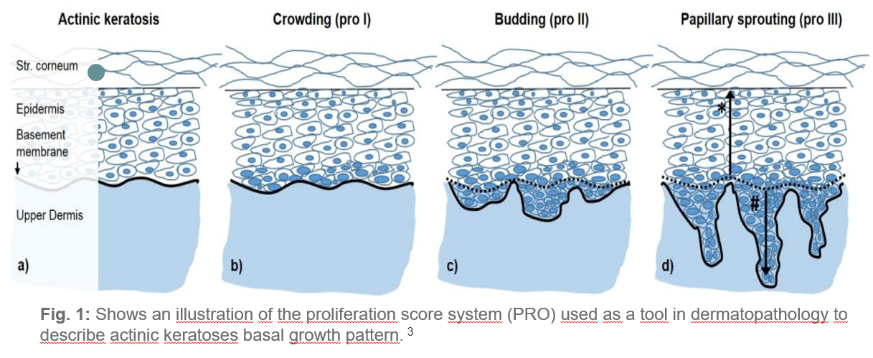 Actinic keratosis
Crowding (pro I)
Budding (pro II)
Papillary sprouting (pro III)
Str. corneum
Epidermis
Basement
membrane
Upper Dermis
*
#
a)
b)
c)
d)
Fig. 1: Shows an illustration of the proliferation score system (PRO) used as a tool in dermatopathology to
describe actinic keratoses basal growth pattern. 3